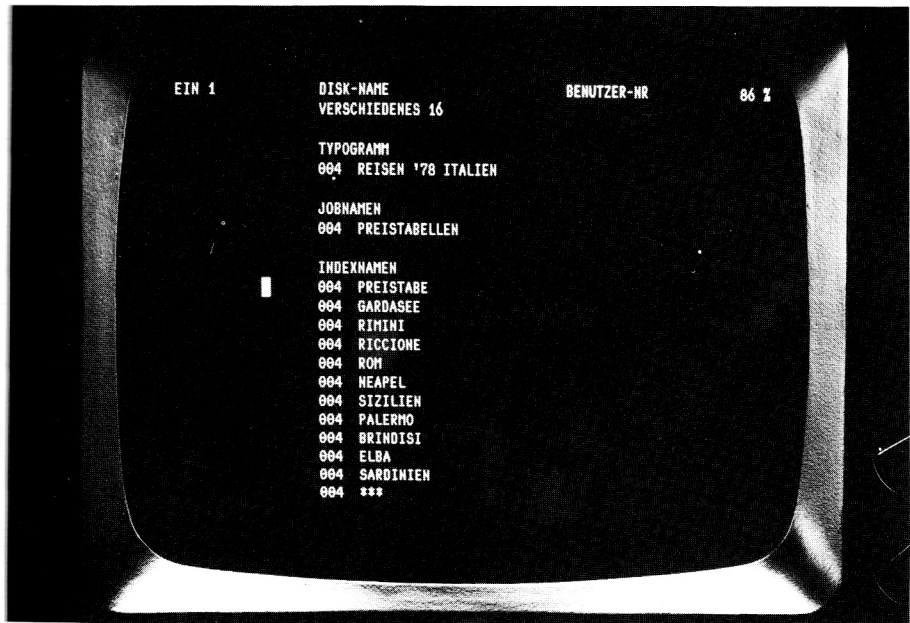 EIN 1 DISK-NAME BENUTZER-NR 86 %
VERSCHIEDENES 16
TYPOGRAMM
004 REISEN '78 ITALIEN
JOBNAMEN
004 PREISTABELLEN
INDEXNAMEN
004 PREISTABE
004 GARDASEE
004 RIMINI
004 RICCIONE
004 ROM
004 NEAPEL
004 SIZILIEN
004 PALERMO
004 BRINDISI
004 ELBA
004 SARDINIEN
004 ***